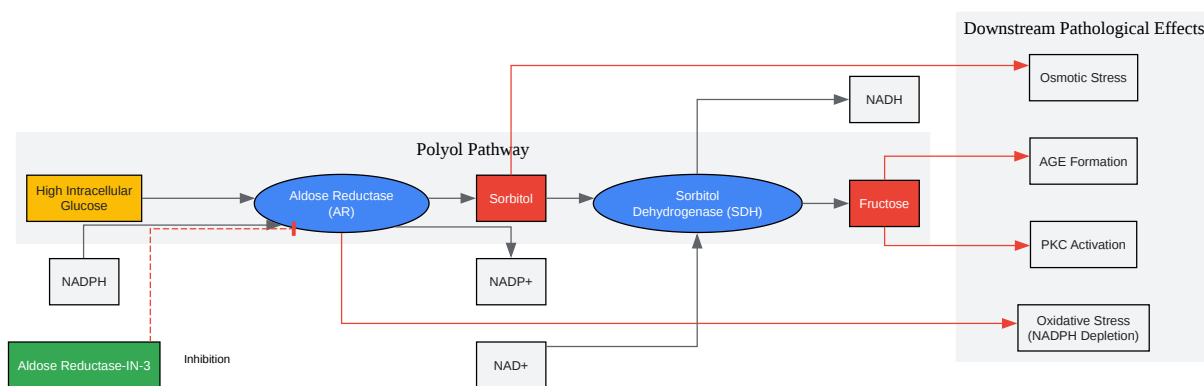 Downstream Pathological Effects
Osmotic Stress
NADH
Polyol Pathway
AGE Formation
High Intracellular
Glucose
Aldose Reductase
(AR)
Sorbitol
Sorbitol
Dehydrogenase (SDH)
Fructose
PKC Activation
NADPH
NADP+
Oxidative Stress
(NADPH Depletion)
Aldose Reductase-IN-3
Inhibition
NAD+